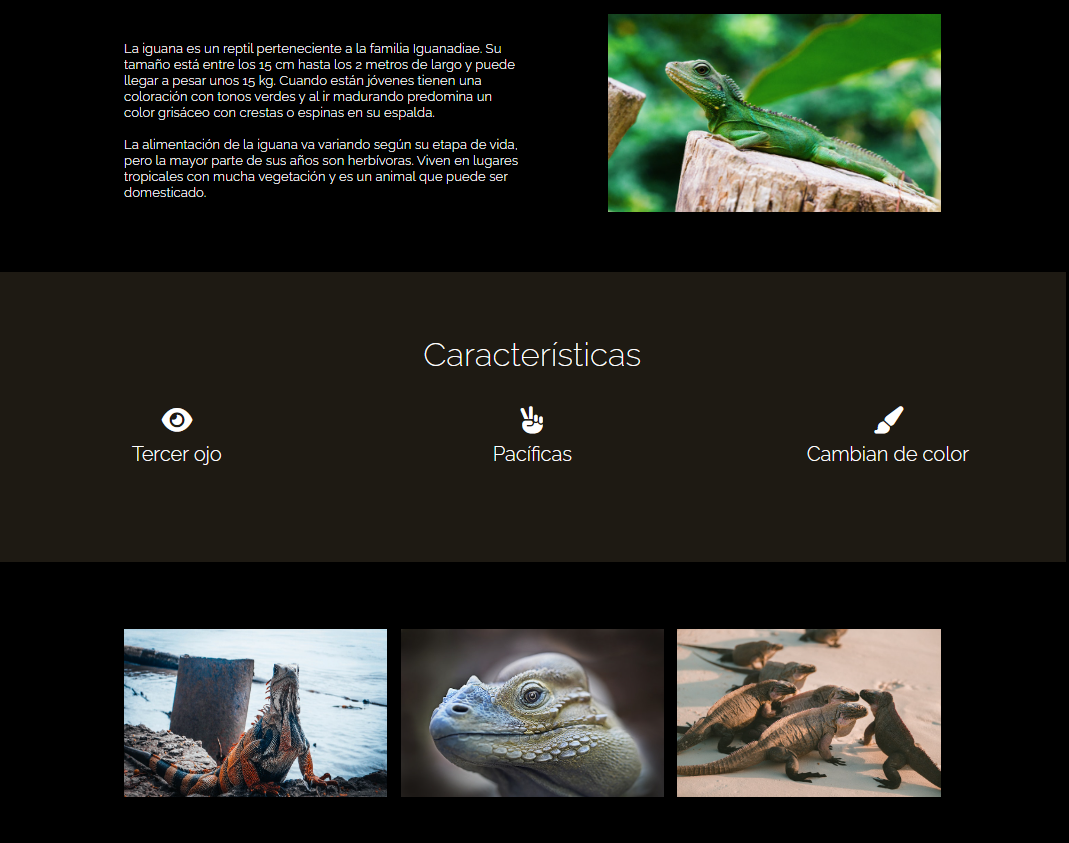 La iguana es un reptil perteneciente a la familia Iguanadiae. Su
tamaño está entre los 15 cm hasta los 2 metros de largo y puede
llegar a pesar unos 15 kg. Cuando están jóvenes tienen una
coloración con tonos verdes y al ir madurando predomina un
color grisáceo con crestas o espinas en su espalda.
La alimentación de la iguana va variando según su etapa de vida,
pero la mayor parte de sus años son herbívoras. Viven en lugares
tropicales con mucha vegetación y es un animal que puede ser
domesticado.
Características
Tercer ojo
Pacíficas
Cambian de color